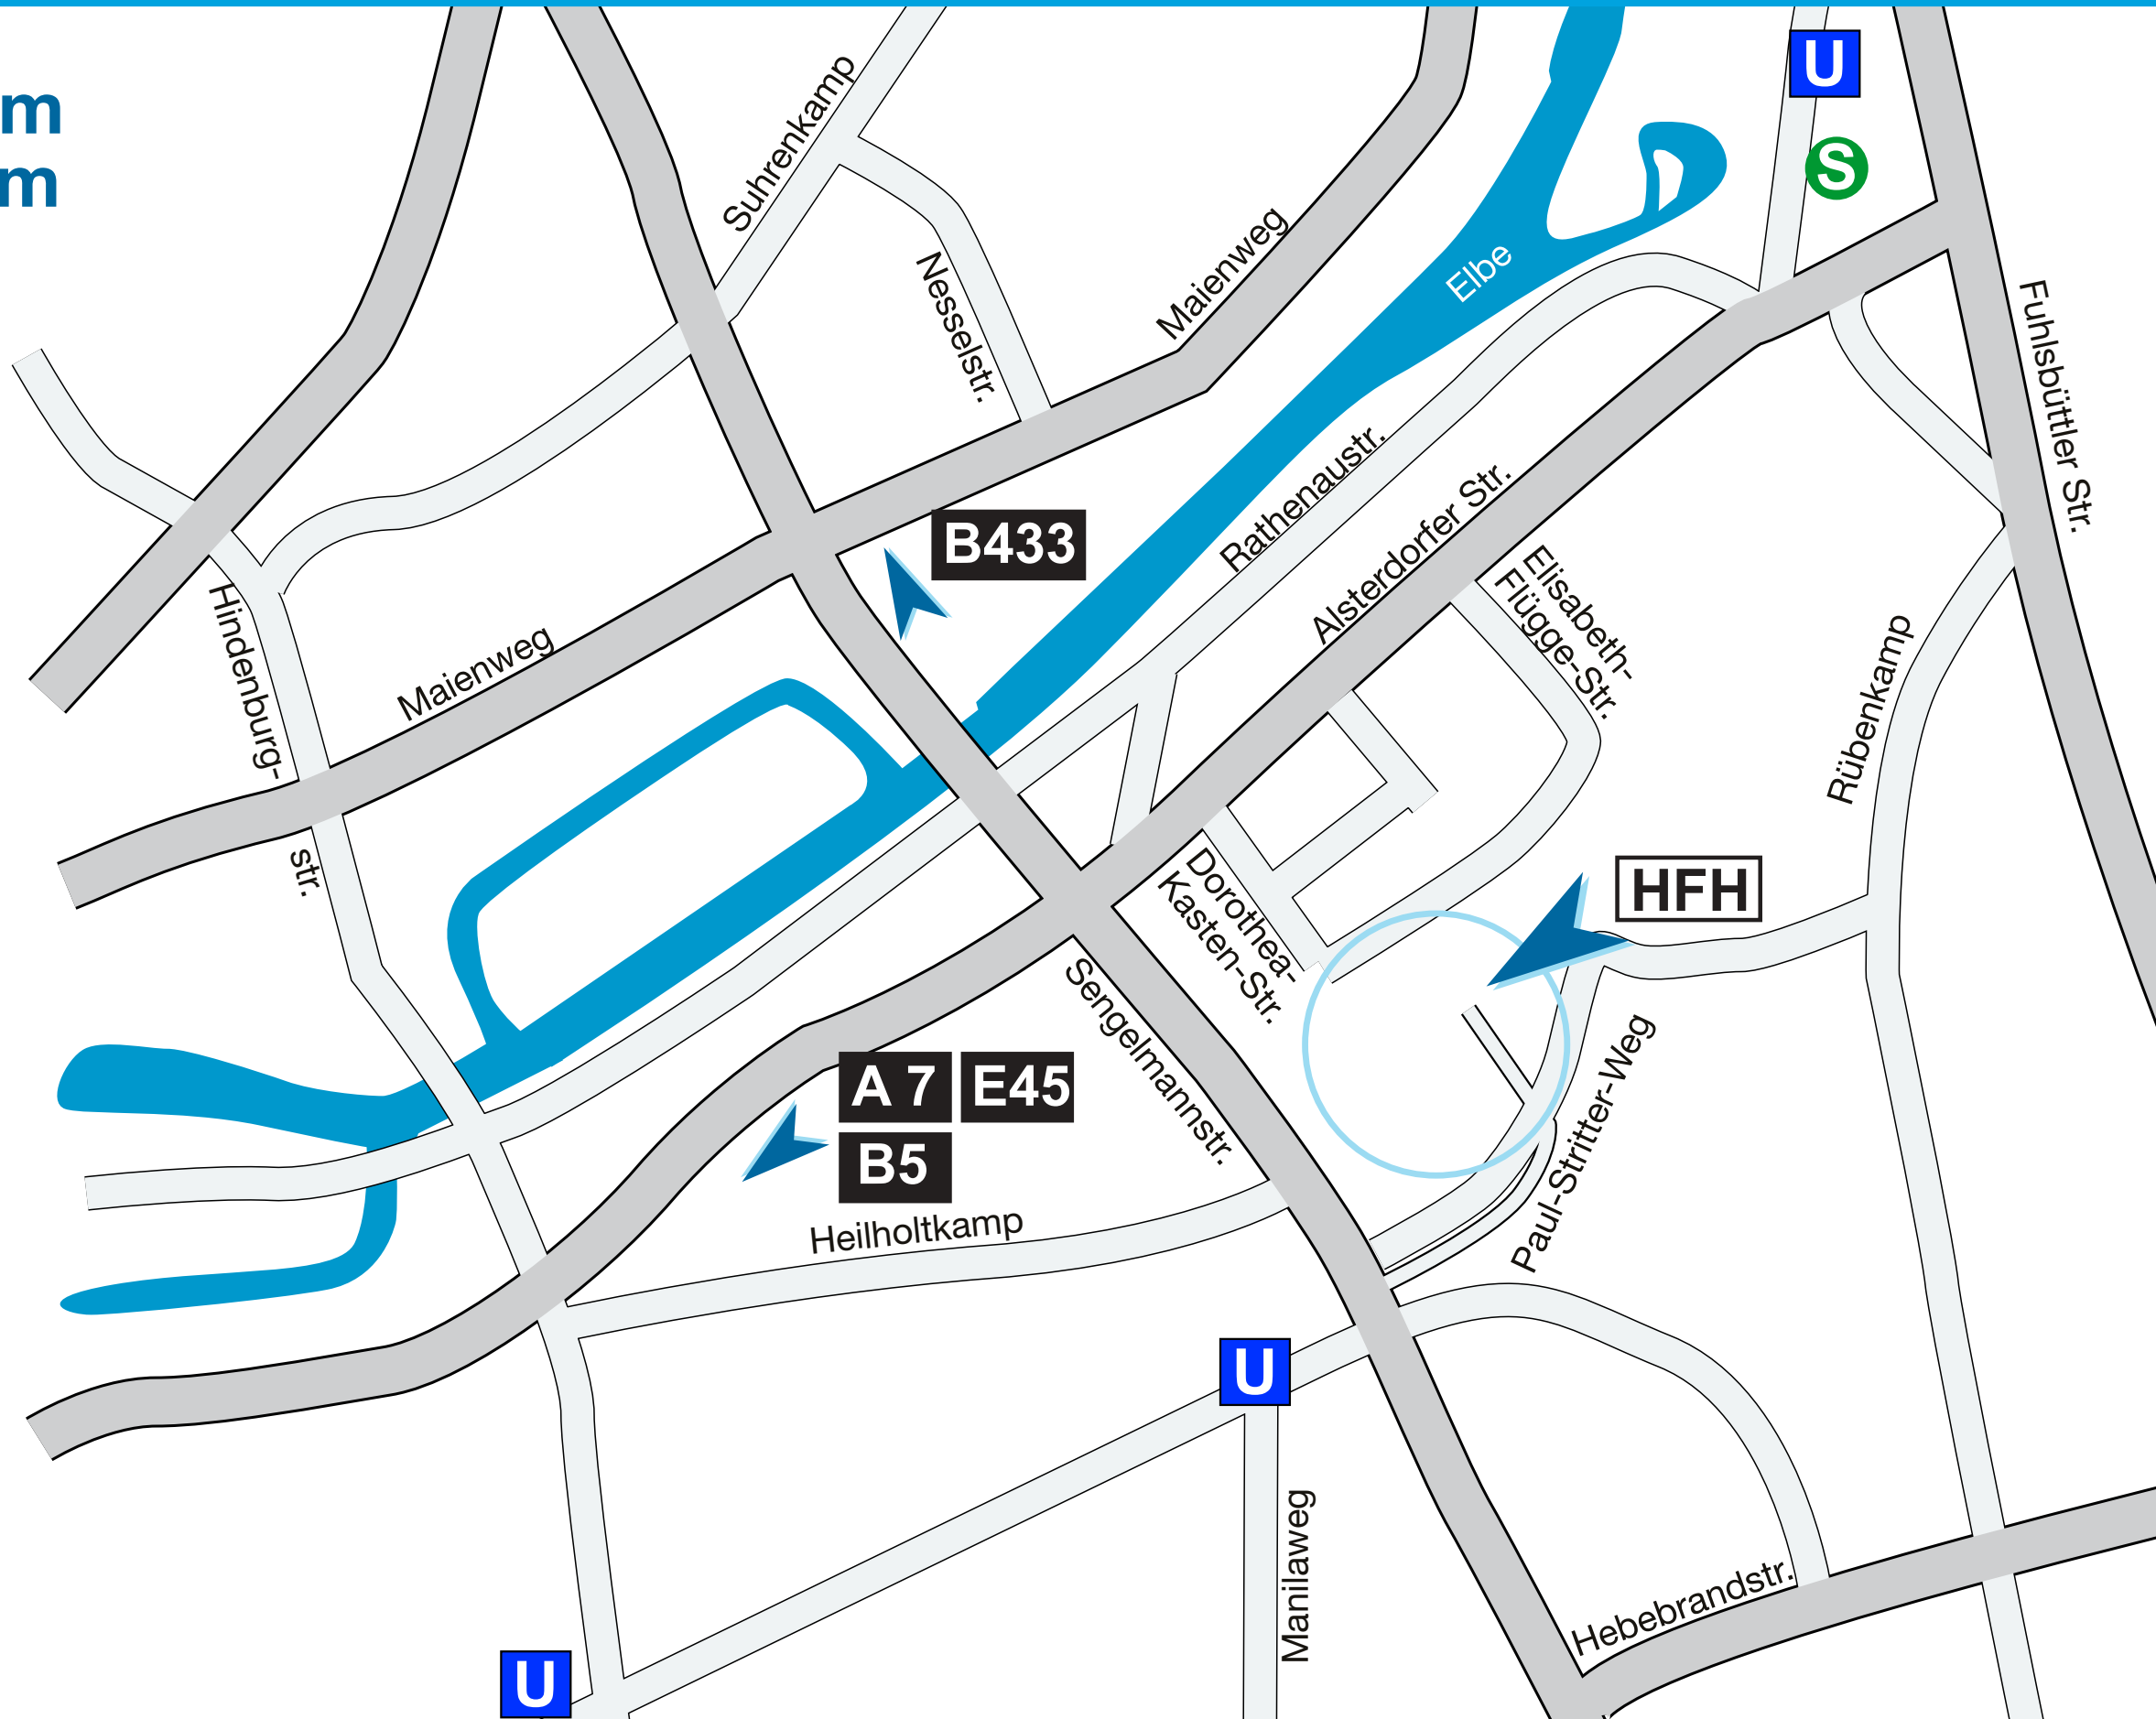 m
m
U
S
Suhrenkamp
Nesselstr.
Maienweg
Elbe
Fuhlsbüttler Str.
B433
Rathenaustr.
Alsterdorfer Str.
Elisabeth-
Flügge-Str.
Hindenburg-
str.
Maienweg
Rübenkamp
HFH
Dorothea-
Kasten-Str.
Sengelmannstr.
A 7
E45
B5
Paul-Stritter-Weg
Heilholtkamp
U
Manilaweg
Hebebrandstr.
U